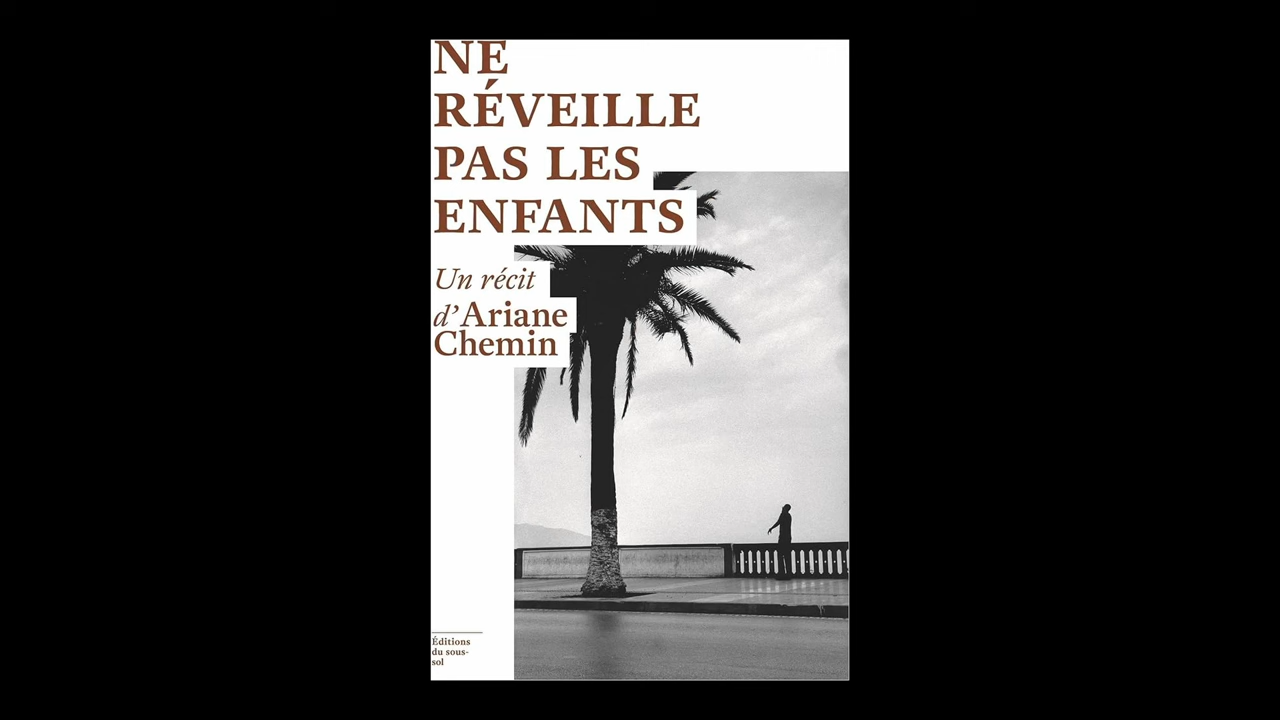 NE
RÉVEILLE
PAS LES
ENFANTS
Un récit
d’Ariane
Chemin
Éditions
du sous-
sol